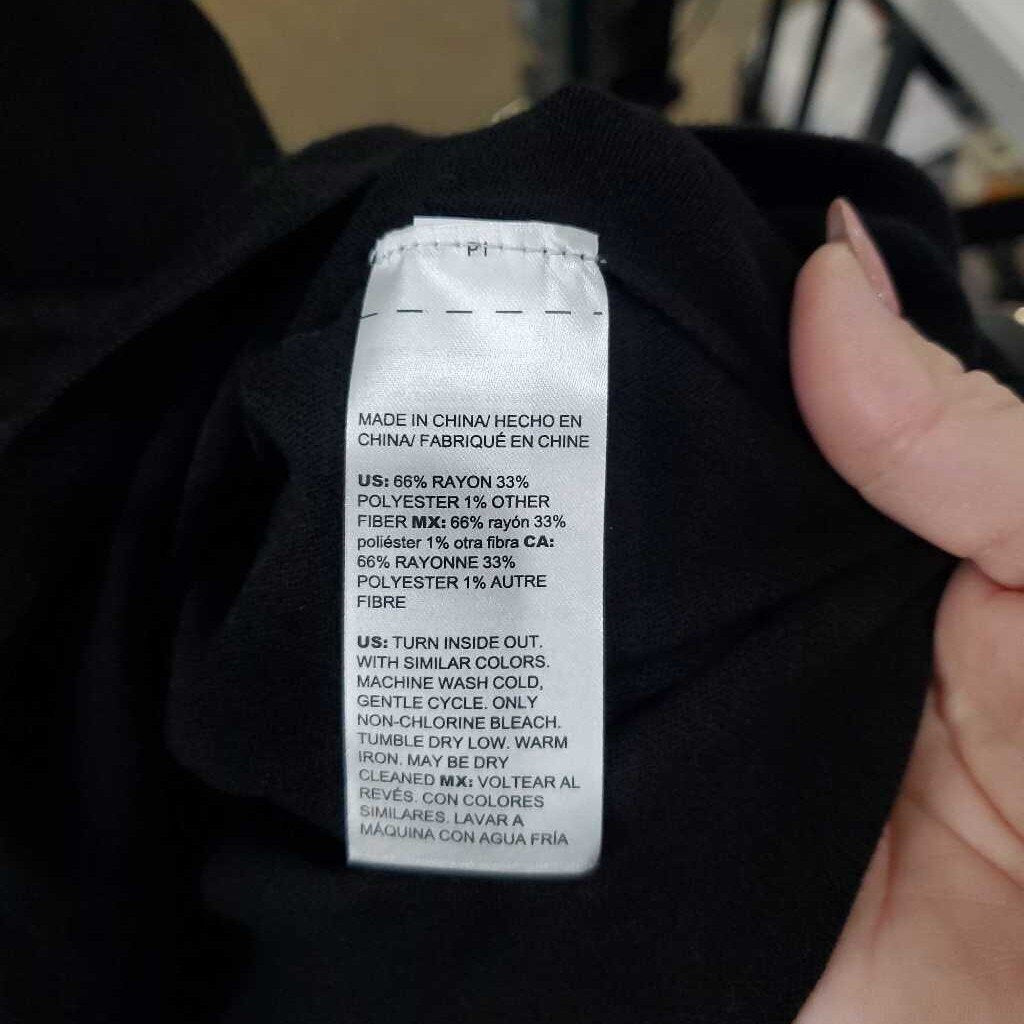 Pi
MADE IN CHINA/ HECHO EN
CHINA/ FABRIQUÉ EN CHINE
US: 66% RAYON 33%
POLYESTER 1% OTHER
FIBER MX: 66% rayón 33%
poliéster 1% otra fibra CA:
66% RAYONNE 33%
POLYESTER 1% AUTRE
FIBRE
US: TURN INSIDE OUT.
WITH SIMILAR COLORS.
MACHINE WASH COLD,
GENTLE CYCLE. ONLY
NON-CHLORINE BLEACH.
TUMBLE DRY LOW. WARM
IRON. MAY BE DRY
CLEANED MX: VOLTEAR AL
REVÉS. CON COLORES
SIMILARES. LAVAR A
MÁQUINA CON AGUA FRÍA